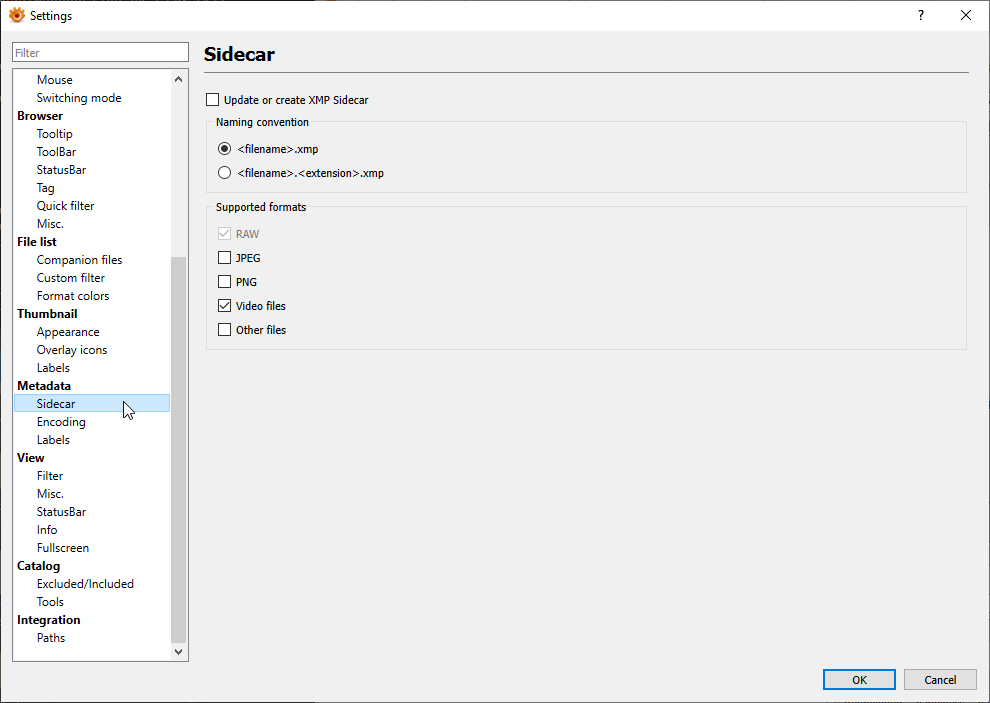 Settings
?
Filter
Mouse
Switching mode
Browser
Tooltip
ToolBar
StatusBar
Tag
Quick filter
Misc.
File list
Companion files
Custom filter
Format colors
Thumbnail
Appearance
Overlay icons
Labels
Metadata
Sidecar
Encoding
Labels
View
Filter
Misc.
StatusBar
Info
Fullscreen
Catalog
Excluded/Included
Tools
Integration
Paths
Sidecar
Update or create XMP Sidecar
Naming convention
<filename>.xmp
<filename>.<extension>.xmp
Supported formats
RAW
JPEG
PNG
Video files
Other files
OK
Cancel